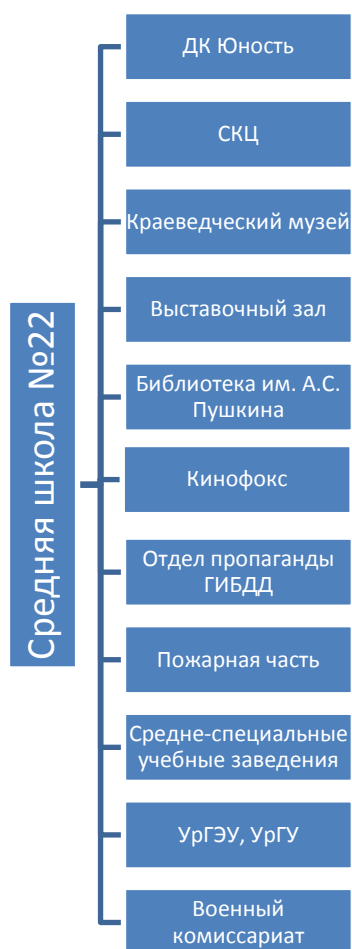 Средняя школа №22
ДК Юность
СКЦ
Краеведческий музей
Выставочный зал
Библиотека им. А.С.
Пушкина
Кинофокс
Отдел пропаганды
ГИБДД
Пожарная часть
Средне-специальные
учебные заведения
УрГЭУ, УрГУ
Военный
комиссариат